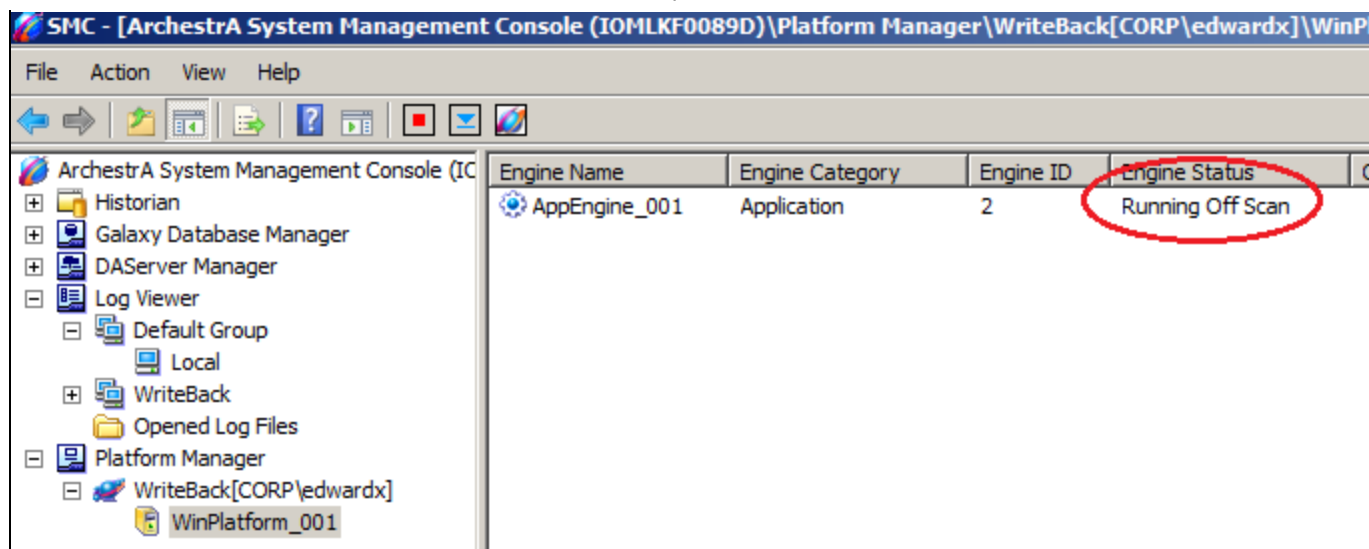 SMC - [ArchestrA System Management Console (IOMLKF0089D)\Platform Manager\WriteBack[CORP\edwardx]\WinPl
File Action View Help
ArchestrA System Management Console (IC
Historian
Galaxy Database Manager
DAServer Manager
Log Viewer
Default Group
Local
WriteBack
Opened Log Files
Platform Manager
WriteBack[CORP\edwardx]
WinPlatform_001
Engine Name Engine Category Engine ID Engine Status
AppEngine_001 Application 2 Running Off Scan